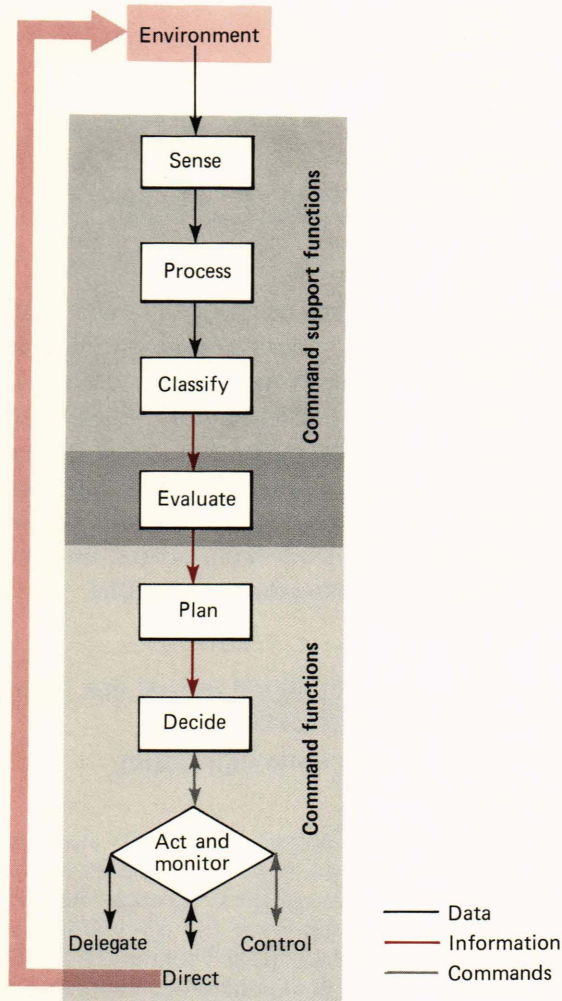 Environment
Sense
Process
Classify
Command support functions
Evaluate
Plan
Decide
Command functions
Act and
monitor
Delegate
Direct
Control
Data
Information
Commands